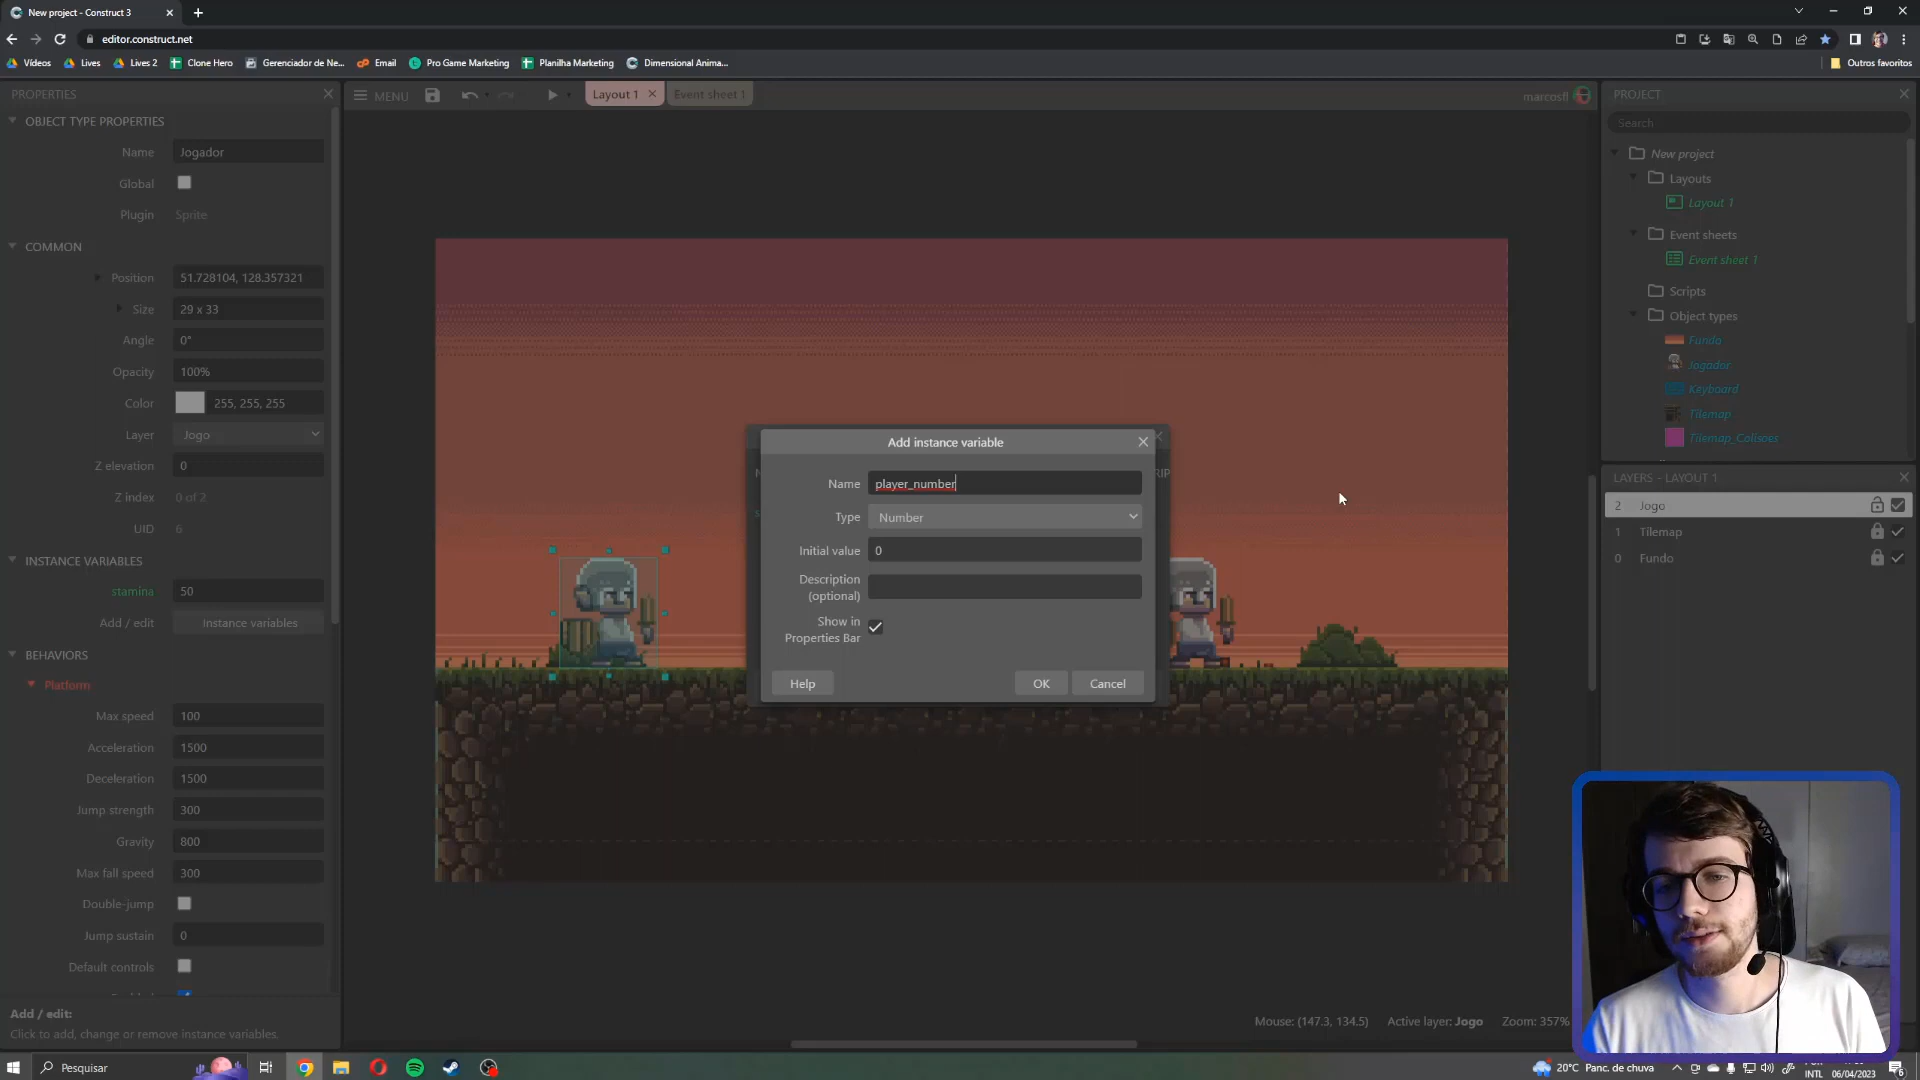 New project - Construct 3
editor.construct.net
Vídeos
Lives
Lives 2
Clone Hero
Gerenciador de Ne...
Email
Pro Game Marketing
Planilha Marketing
Dimensional Anima...
Outros favoritos
PROPERTIES
MENU
Layout 1
Event sheet 1
marcosfl
PROJECT
OBJECT TYPE PROPERTIES
Search
Name
Jogador
Global
Plugin
Sprite
COMMON
Position
51.728104, 128.357321
Size
29 x 33
Angle
0°
Opacity
100%
Color
255, 255, 255
Layer
Jogo
Z elevation
0
Z index
0 of 2
UID
6
INSTANCE VARIABLES
stamina
50
Add / edit
Instance variables
BEHAVIORS
Platform
Max speed
100
Acceleration
1500
Deceleration
1500
Jump strength
300
Gravity
800
Max fall speed
300
Double-jump
Jump sustain
0
Default controls
Add / edit:
Click to add, change or remove instance variables.
Add instance variable
Name
player_number
Type
Number
Initial value
0
Description
(optional)
Show in
Properties Bar
Help
OK
Cancel
New project
Layouts
Layout 1
Event sheets
Event sheet 1
Scripts
Object types
Fundo
Jogador
Keyboard
Tilemap
Tilemap_Colisoes
LAYERS - LAYOUT 1
2 Jogo
1 Tilemap
0 Fundo
Mouse: (147.3, 134.5)
Active layer: Jogo
Zoom: 357%
Pesquisar
20°C Panc. de chuva
INTL
06/04/2023